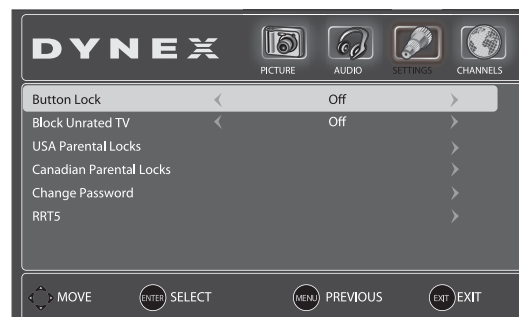 DYNEX
PICTURE AUDIO SETTINGS CHANNELS
Button Lock Off
Block Unrated TV Off
USA Parental Locks
Canadian Parental Locks
Change Password
RRT5
MOVE ENTER SELECT MENU PREVIOUS EXIT EXIT